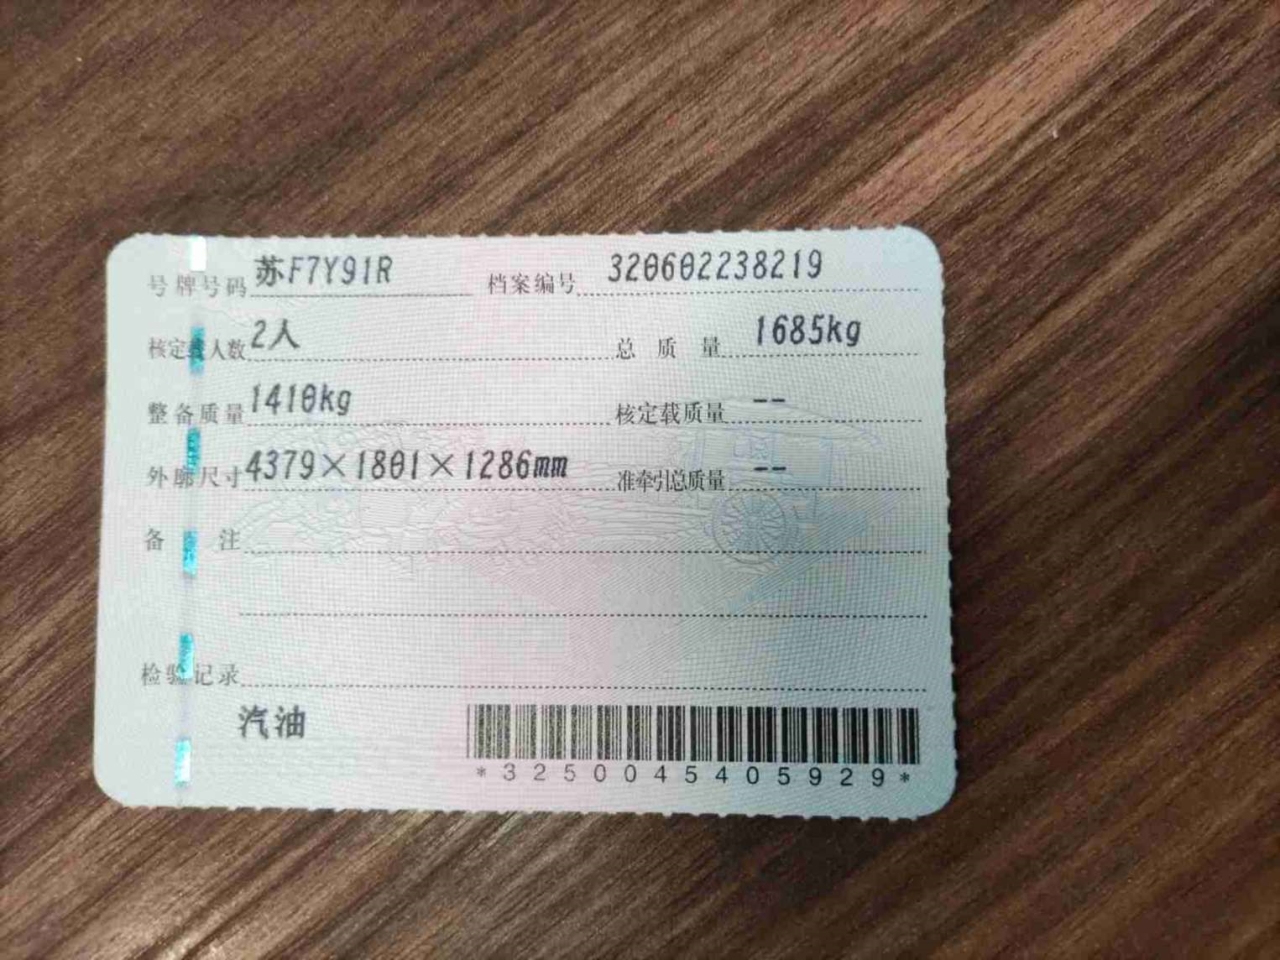 号牌号码 苏F7Y91R 档案编号 320602238219
核定载人数 2人 总质量 1685kg
整备质量 1410kg 核定载质量 --
外廓尺寸 4379×1801×1286mm 准牵引总质量 --
备注
检验记录
汽油
*3250045405929*